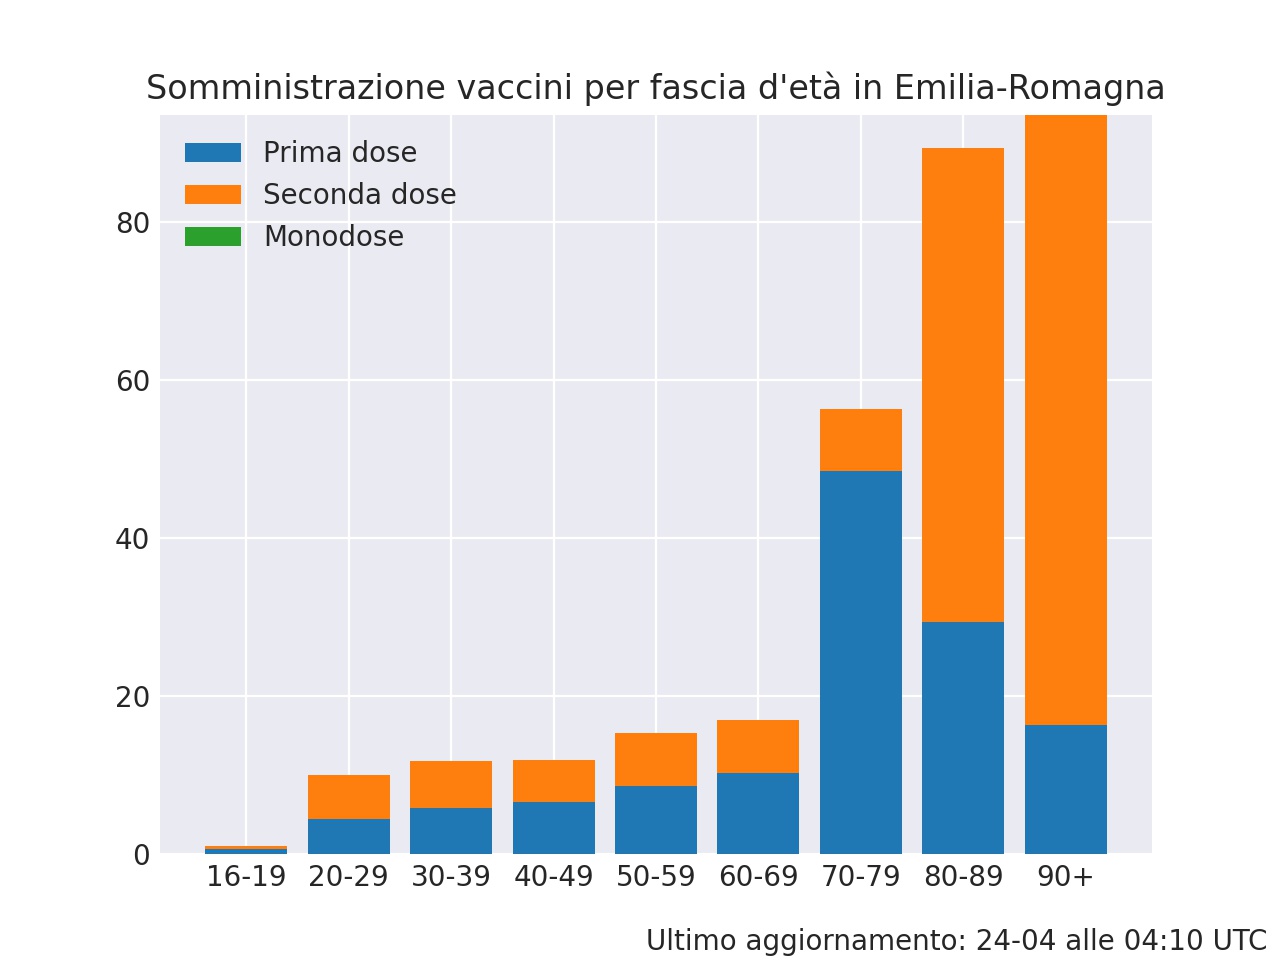 Somministrazione vaccini per fascia d'età in Emilia-Romagna
Prima dose
Seconda dose
Monodose
80
60
40
20
0
16-19 20-29 30-39 40-49 50-59 60-69 70-79 80-89 90+
Ultimo aggiornamento: 24-04 alle 04:10 UTC